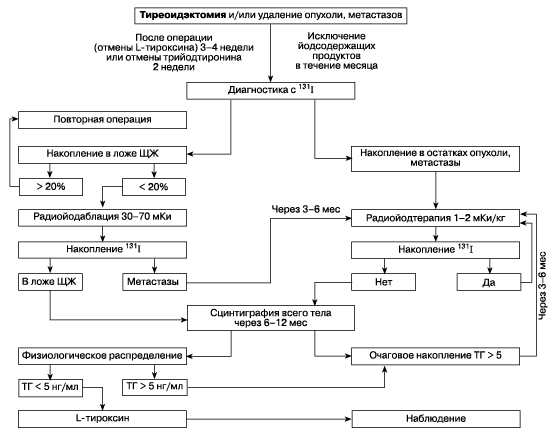 Тиреоидэктомия и/или удаление опухоли, метастазов
После операции
(отмены L-тироксина) 3–4 недели
или отмены трийодтиронина
2 недели
Исключение
йодсодержащих
продуктов
в течение месяца
Диагностика с ¹³¹I
Повторная операция
Накопление в ложе ЩЖ
Накопление в остатках опухоли,
метастазы
> 20%
< 20%
Через 3–6 мес
Радиойодаблация 30–70 мКи
Радиойодтерапия 1–2 мКи/кг
Накопление ¹³¹I
Накопление ¹³¹I
В ложе ЩЖ
Метастазы
Нет
Да
Через 3–6 мес
Сцинтиграфия всего тела
через 6–12 мес
Физиологическое распределение
Очаговое накопление ТГ > 5
ТГ < 5 нг/мл
ТГ > 5 нг/мл
L-тироксин
Наблюдение